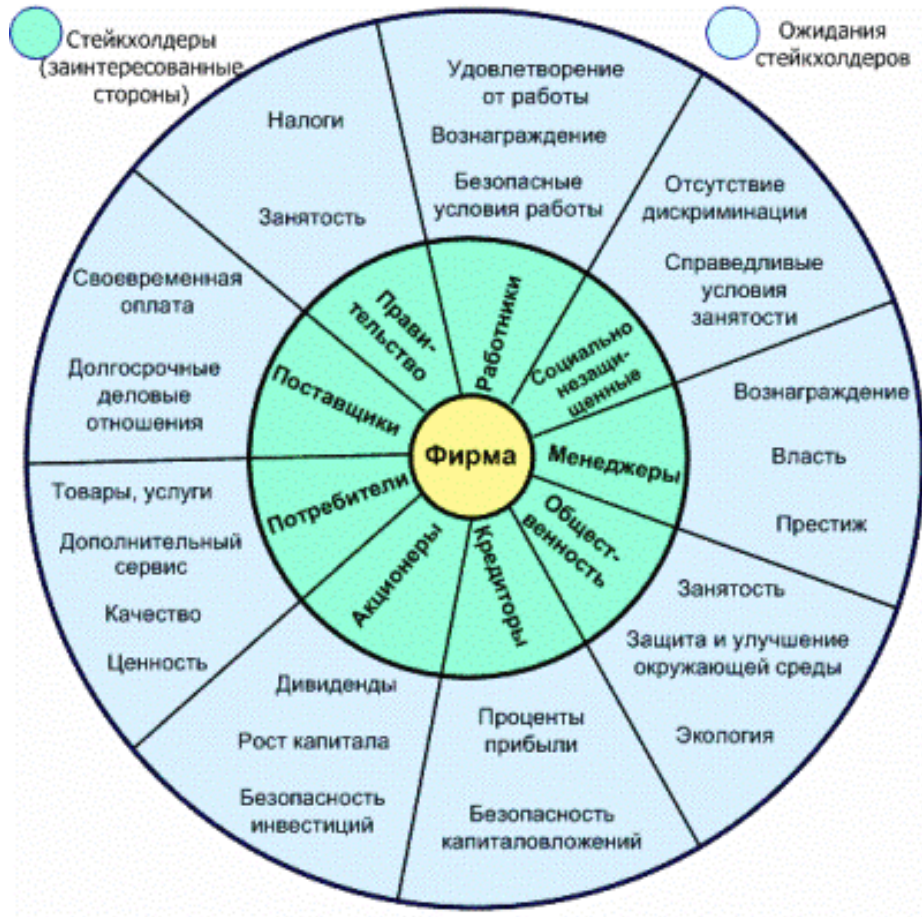 Стейкхолдеры
(заинтересованные
стороны)
Ожидания
стейкхолдеров
Удовлетворение
от работы
Вознаграждение
Безопасные
условия работы
Отсутствие
дискриминации
Справедливые
условия
занятости
Вознаграждение
Власть
Престиж
Занятость
Защита и улучшение
окружающей среды
Экология
Проценты
прибыли
Безопасность
капиталовложений
Дивиденды
Рост капитала
Безопасность
инвестиций
Товары, услуги
Дополнительный
сервис
Качество
Ценность
Своевременная
оплата
Долгосрочные
деловые
отношения
Налоги
Занятость
Работники
Социально
незащи-
щенные
Менеджеры
Общест-
венность
Кредиторы
Акционеры
Потребители
Поставщики
Прави-
тельство
Фирма